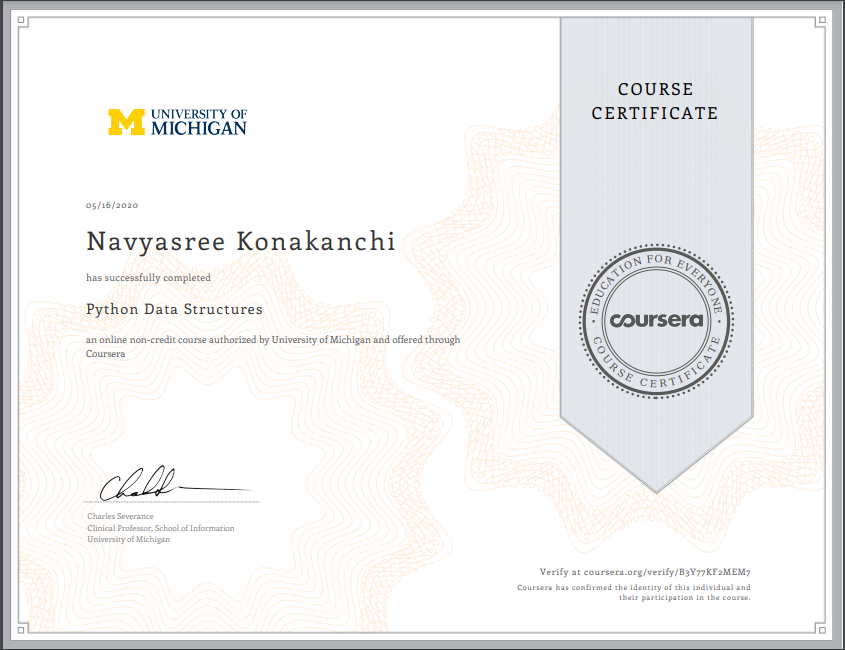 UNIVERSITY OF
MICHIGAN
COURSE
CERTIFICATE
05/16/2020
Navyasree Konakanchi
has successfully completed
Python Data Structures
an online non-credit course authorized by University of Michigan and offered through
Coursera
EDUCATION FOR EVERYONE
coursera
COURSE CERTIFICATE
Charles Severance
Clinical Professor, School of Information
University of Michigan
Verify at coursera.org/verify/B3Y77KF2MEM7
Coursera has confirmed the identity of this individual and
their participation in the course.